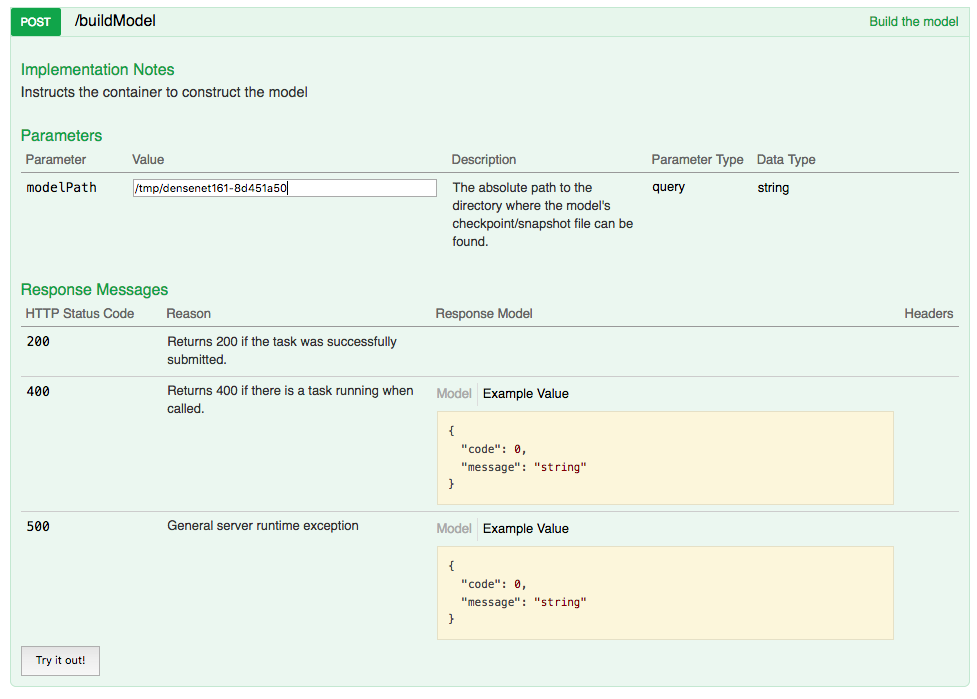 POST /buildModel Build the model
Implementation Notes
Instructs the container to construct the model
Parameters
Parameter Value Description Parameter Type Data Type
modelPath /tmp/densenet161-8d451a50 The absolute path to the query string
directory where the model's
checkpoint/snapshot file can be
found.
Response Messages
HTTP Status Code Reason Response Model Headers
200 Returns 200 if the task was successfully
submitted.
400 Returns 400 if there is a task running when Model Example Value
called.
{
"code": 0,
"message": "string"
}
500 General server runtime exception Model Example Value
{
"code": 0,
"message": "string"
}
Try it out!